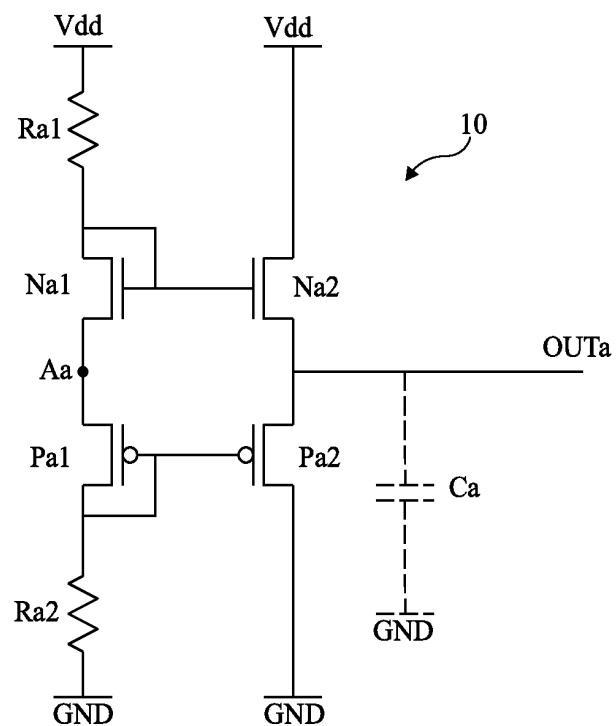 Vdd
Vdd
Ra1
10
Na1
Na2
OUTa
Aa
Pa1
Pa2
Ca
Ra2
GND
GND
GND